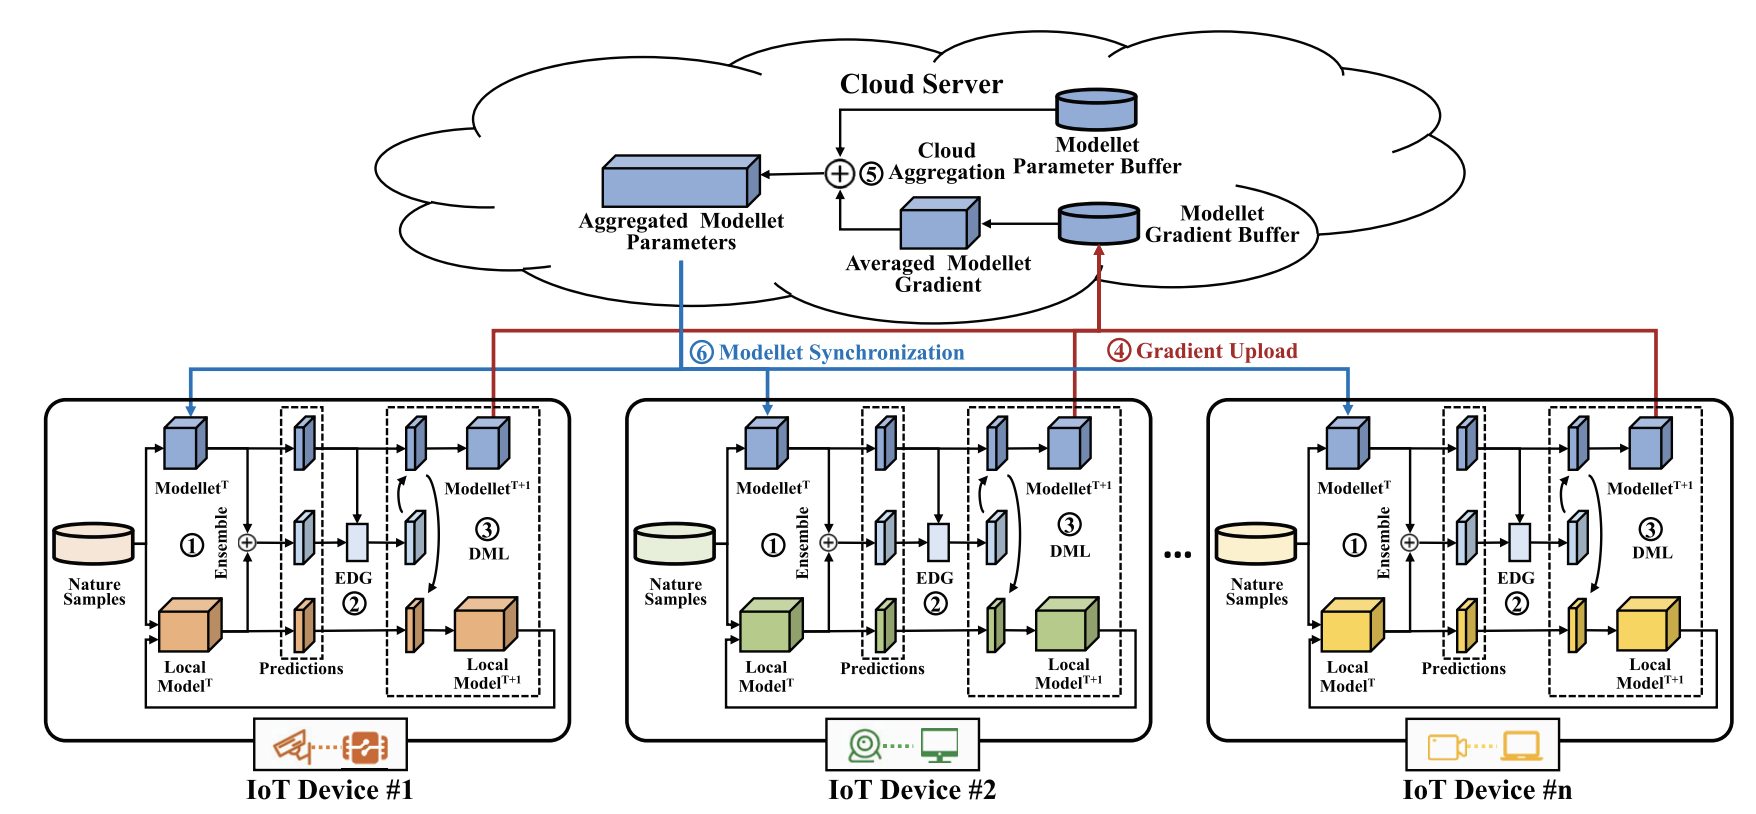 Cloud Server
Modellet
Parameter Buffer
Cloud
⑤ Aggregation
Aggregated Modellet
Parameters
Modellet
Gradient Buffer
Averaged Modellet
Gradient
⑥ Modellet Synchronization
④ Gradient Upload
Modellet^T
Modellet^T+1
Ensemble
①
③
DML
Nature
Samples
EDG
②
Local
Model^T
Predictions
Local
Model^T+1
IoT Device #1
Modellet^T
Modellet^T+1
Ensemble
①
③
DML
Nature
Samples
EDG
②
Local
Model^T
Predictions
Local
Model^T+1
IoT Device #2
...
Modellet^T
Modellet^T+1
Ensemble
①
③
DML
Nature
Samples
EDG
②
Local
Model^T
Predictions
Local
Model^T+1
IoT Device #n